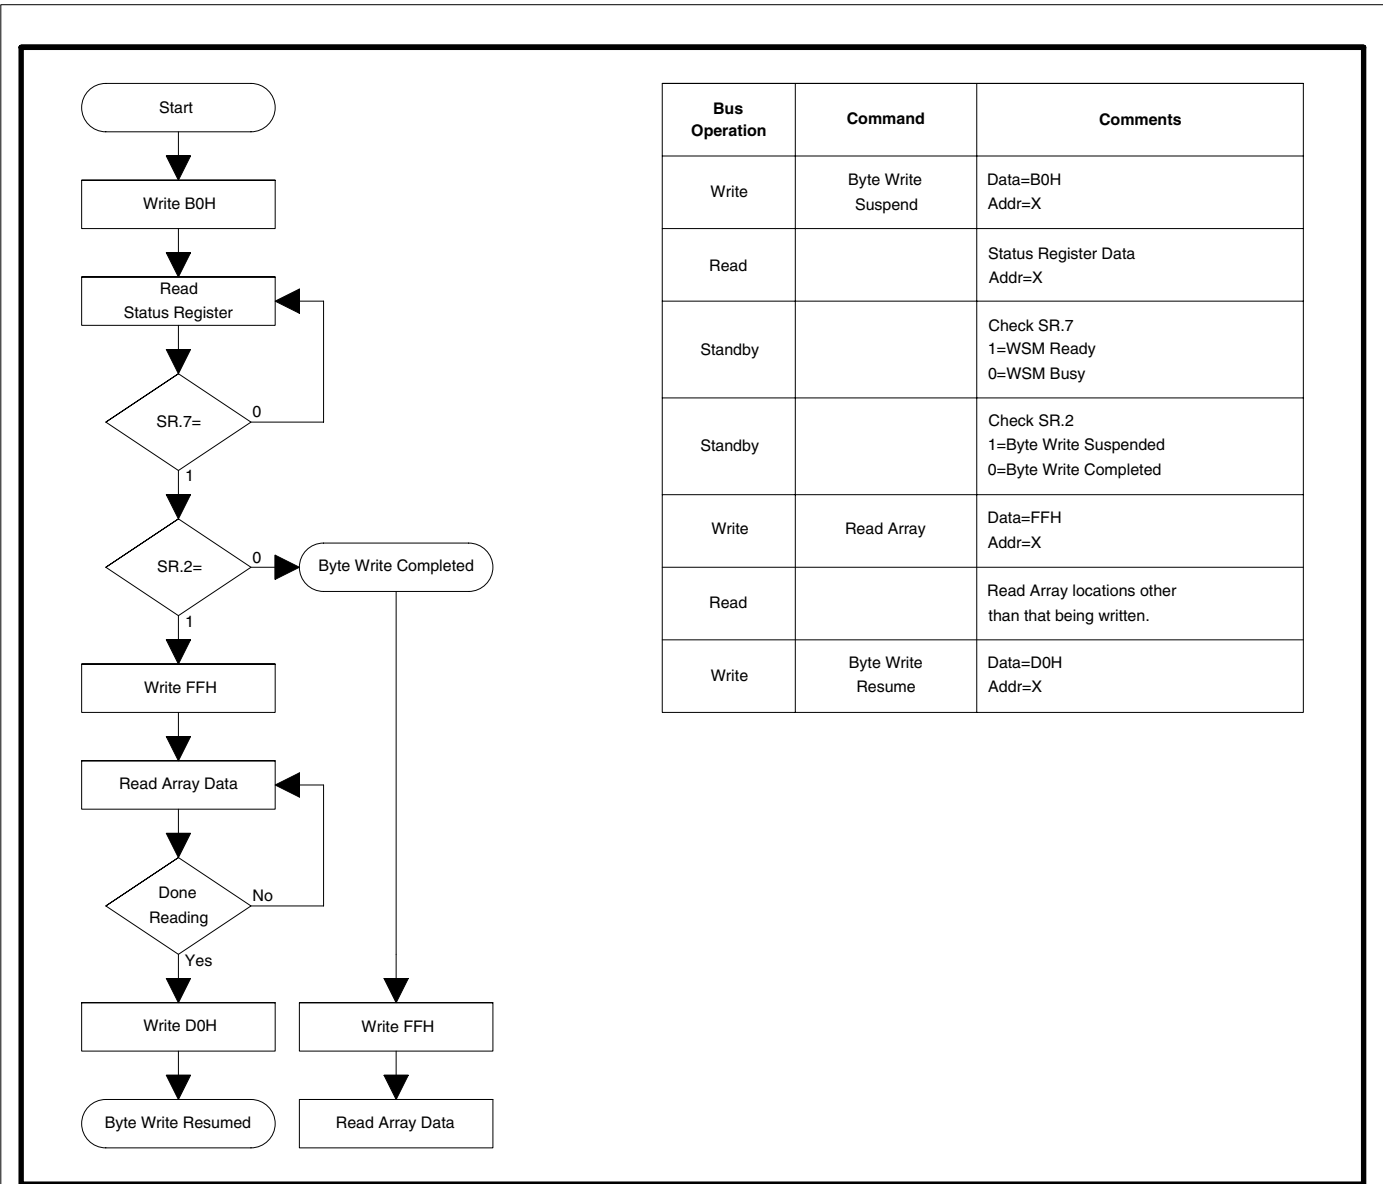 Start
Write B0H
Read
Status Register
SR.7=
0
1
SR.2=
0
Byte Write Completed
1
Write FFH
Read Array Data
Done
Reading
No
Yes
Write D0H
Write FFH
Byte Write Resumed
Read Array Data
Bus
Operation
Command
Comments
Write
Byte Write
Suspend
Data=B0H
Addr=X
Read
Status Register Data
Addr=X
Standby
Check SR.7
1=WSM Ready
0=WSM Busy
Standby
Check SR.2
1=Byte Write Suspended
0=Byte Write Completed
Write
Read Array
Data=FFH
Addr=X
Read
Read Array locations other
than that being written.
Write
Byte Write
Resume
Data=D0H
Addr=X